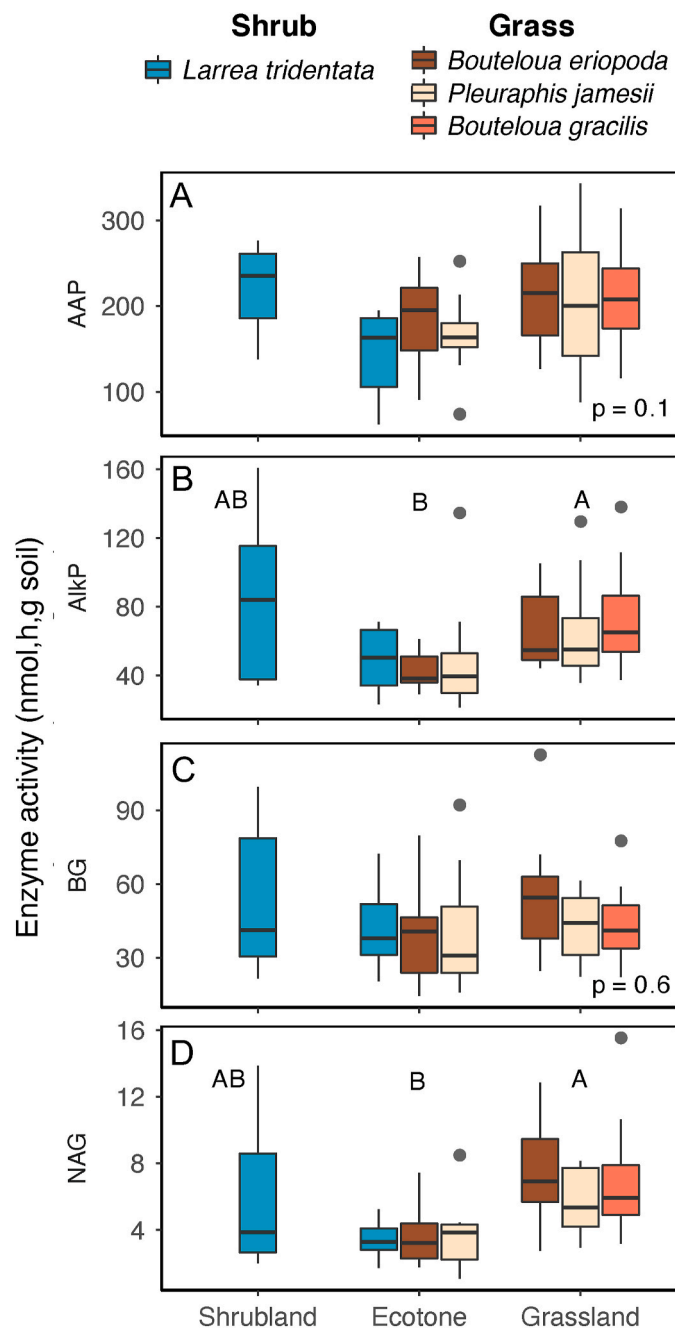 Shrub Grass
Larrea tridentata
Bouteloua eriopoda
Pleuraphis jamesii
Bouteloua gracilis
Enzyme activity (nmol,h,g soil)
A
AAP
300
200
100
p = 0.1
B
AlkP
160
120
80
40
AB B A
C
BG
90
60
30
p = 0.6
D
NAG
16
12
8
4
AB B A
Shrubland Ecotone Grassland